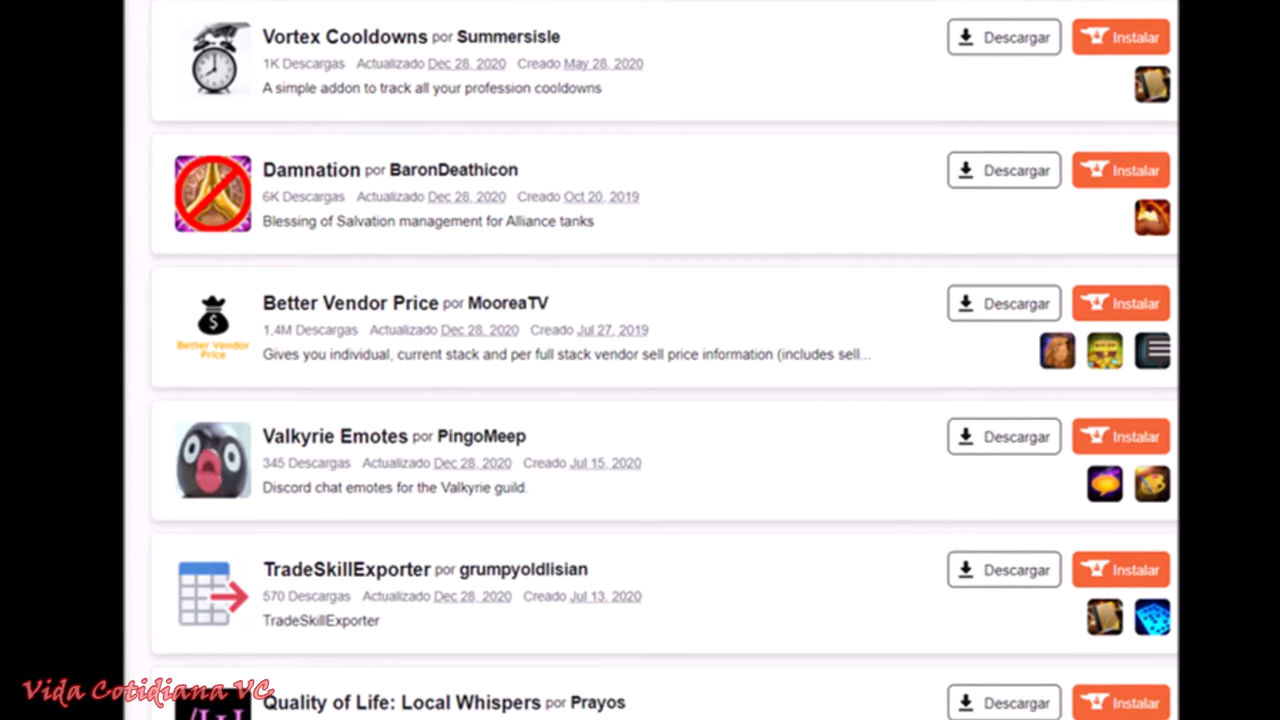 Vortex Cooldowns por Summersisle
Descargar
Instalar
1K Descargas Actualizado Dec 28, 2020 Creado May 28, 2020
A simple addon to track all your profession cooldowns
Damnation por BaronDeathicon
Descargar
Instalar
6K Descargas Actualizado Dec 28, 2020 Creado Oct 20, 2019
Blessing of Salvation management for Alliance tanks
Better Vendor Price por MooreaTV
Descargar
Instalar
$
Better Vendor
Price
1,4M Descargas Actualizado Dec 28, 2020 Creado Jul 27, 2019
Gives you individual, current stack and per full stack vendor sell price information (includes sell...
Valkyrie Emotes por PingoMeep
Descargar
Instalar
345 Descargas Actualizado Dec 28, 2020 Creado Jul 15, 2020
Discord chat emotes for the Valkyrie guild.
TradeSkillExporter por grumpyoldlisian
Descargar
Instalar
570 Descargas Actualizado Dec 28, 2020 Creado Jul 13, 2020
TradeSkillExporter
Quality of Life: Local Whispers por Prayos
Descargar
Instalar
Vida Cotidiana VC